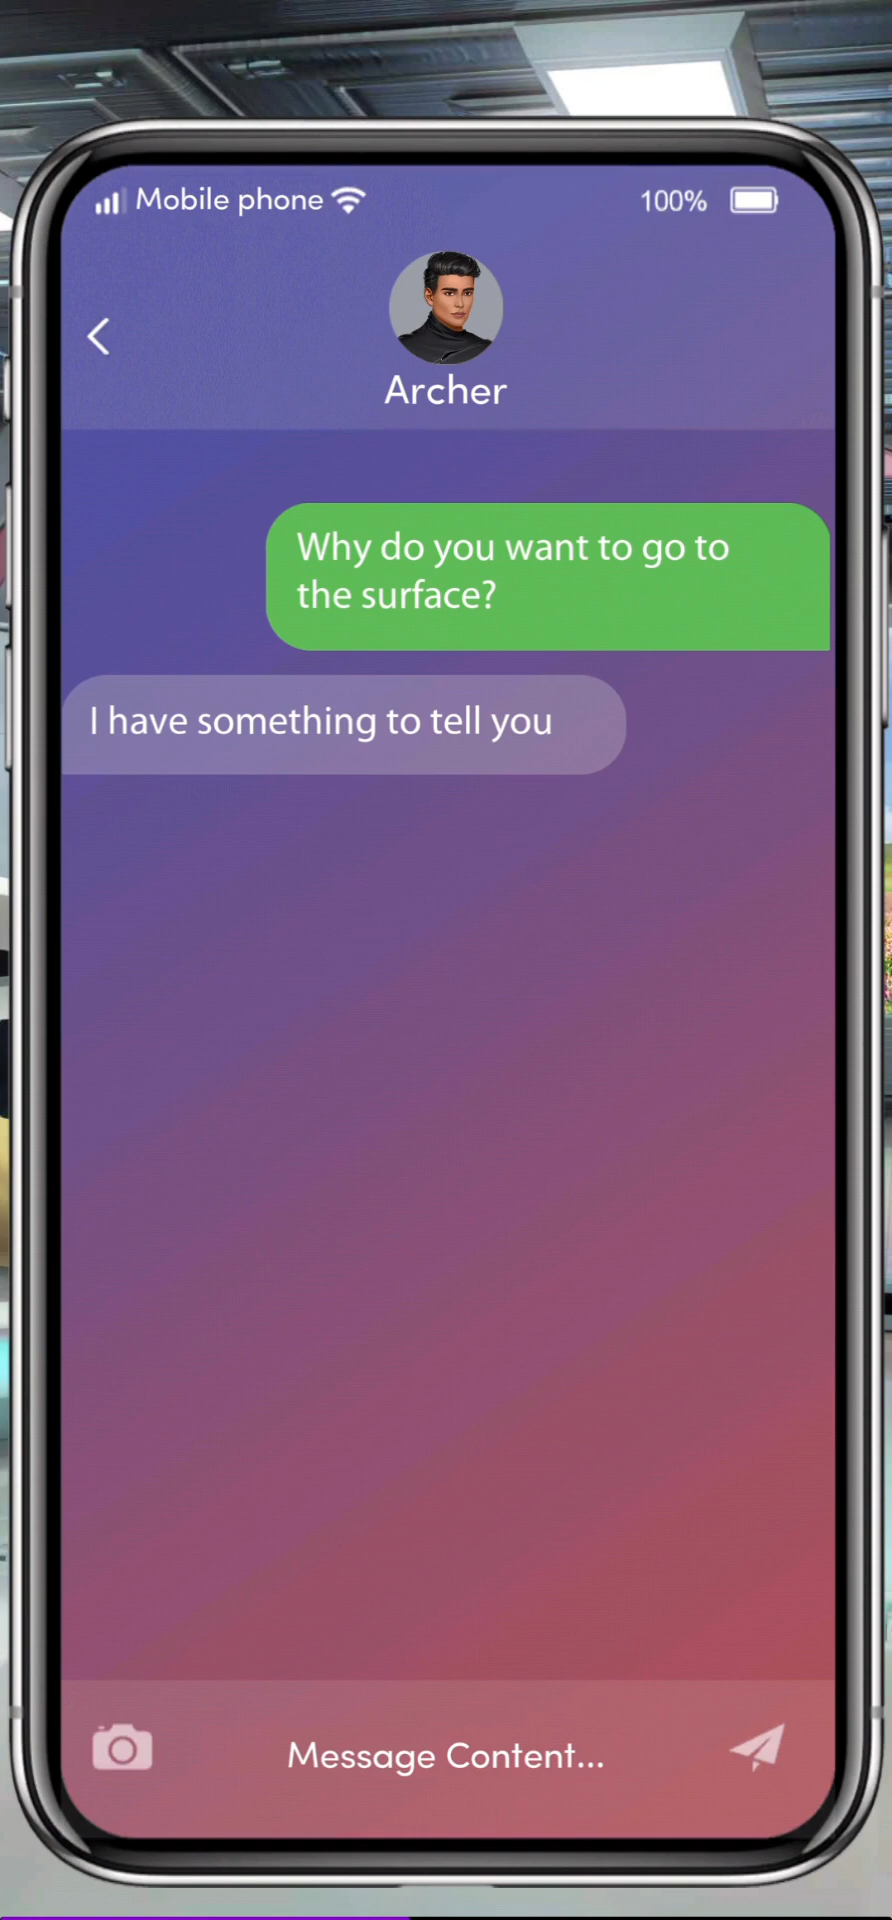 Mobile phone
100%
Archer
Why do you want to go to
the surface?
I have something to tell you
Message Content...